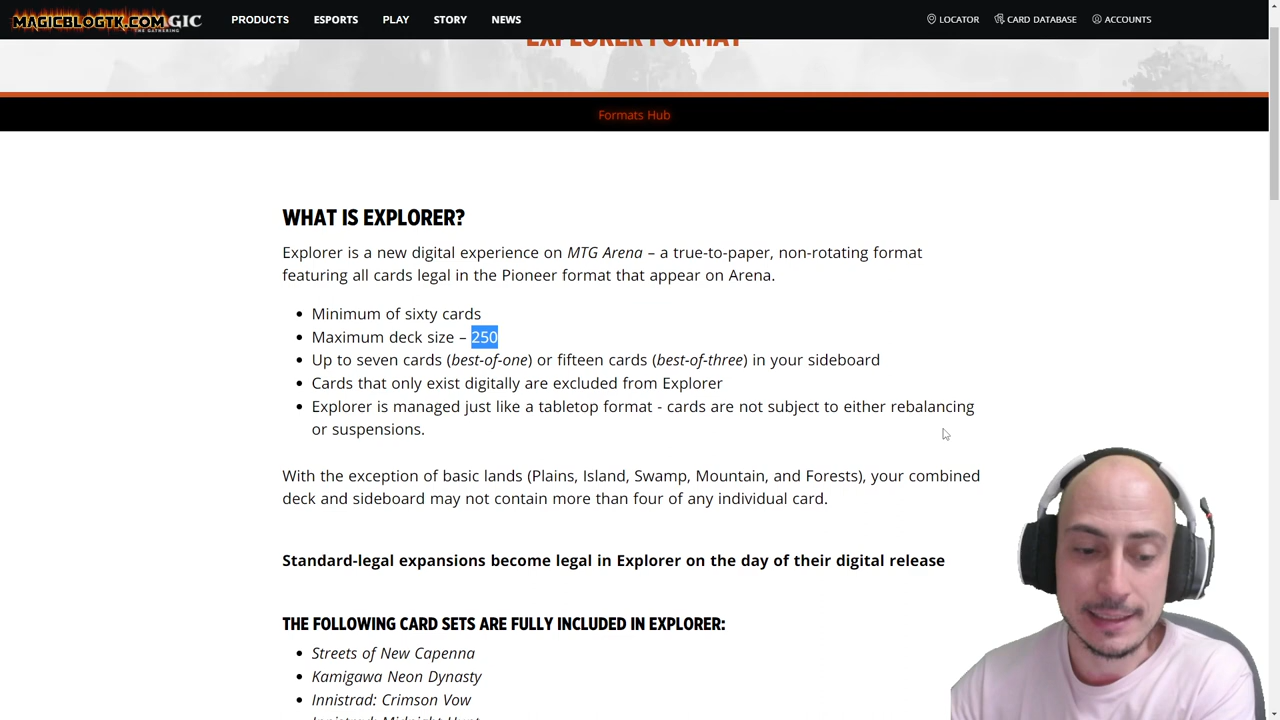 MAGICBLOGTK.COM GIC
THE GATHERING
PRODUCTS ESPORTS PLAY STORY NEWS LOCATOR CARD DATABASE ACCOUNTS
EXPLORER FORMAT
Formats Hub
WHAT IS EXPLORER?
Explorer is a new digital experience on MTG Arena – a true-to-paper, non-rotating format
featuring all cards legal in the Pioneer format that appear on Arena.
• Minimum of sixty cards
• Maximum deck size – 250
• Up to seven cards (best-of-one) or fifteen cards (best-of-three) in your sideboard
• Cards that only exist digitally are excluded from Explorer
• Explorer is managed just like a tabletop format - cards are not subject to either rebalancing
or suspensions.
With the exception of basic lands (Plains, Island, Swamp, Mountain, and Forests), your combined
deck and sideboard may not contain more than four of any individual card.
Standard-legal expansions become legal in Explorer on the day of their digital release
THE FOLLOWING CARD SETS ARE FULLY INCLUDED IN EXPLORER:
• Streets of New Capenna
• Kamigawa Neon Dynasty
• Innistrad: Crimson Vow
Innistrad: Midnight Hunt